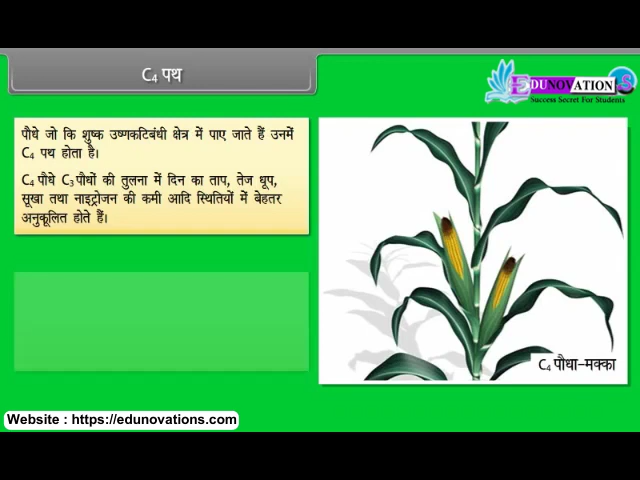 C₄ पथ
EDUNOVATIONS
Success Secret For Students
पौधे जो कि शुष्क उष्णकटिबंधी क्षेत्र में पाए जाते हैं उनमें
C₄ पथ होता है।
C₄ पौधे C₃ पौधों की तुलना में दिन का ताप, तेज धूप,
सूखा तथा नाइट्रोजन की कमी आदि स्थितियों में बेहतर
अनुकूलित होते हैं।
C₄ पौधा-मक्का
Website : https://edunovations.com